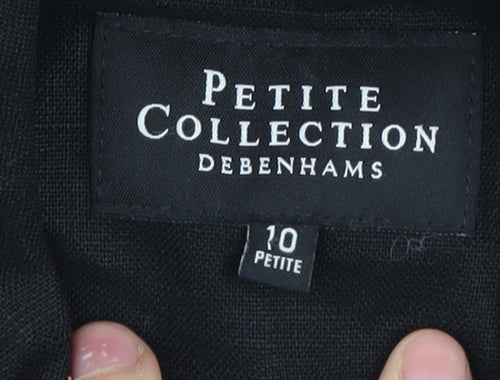 PETITE
COLLECTION
DEBENHAMS
10
PETITE